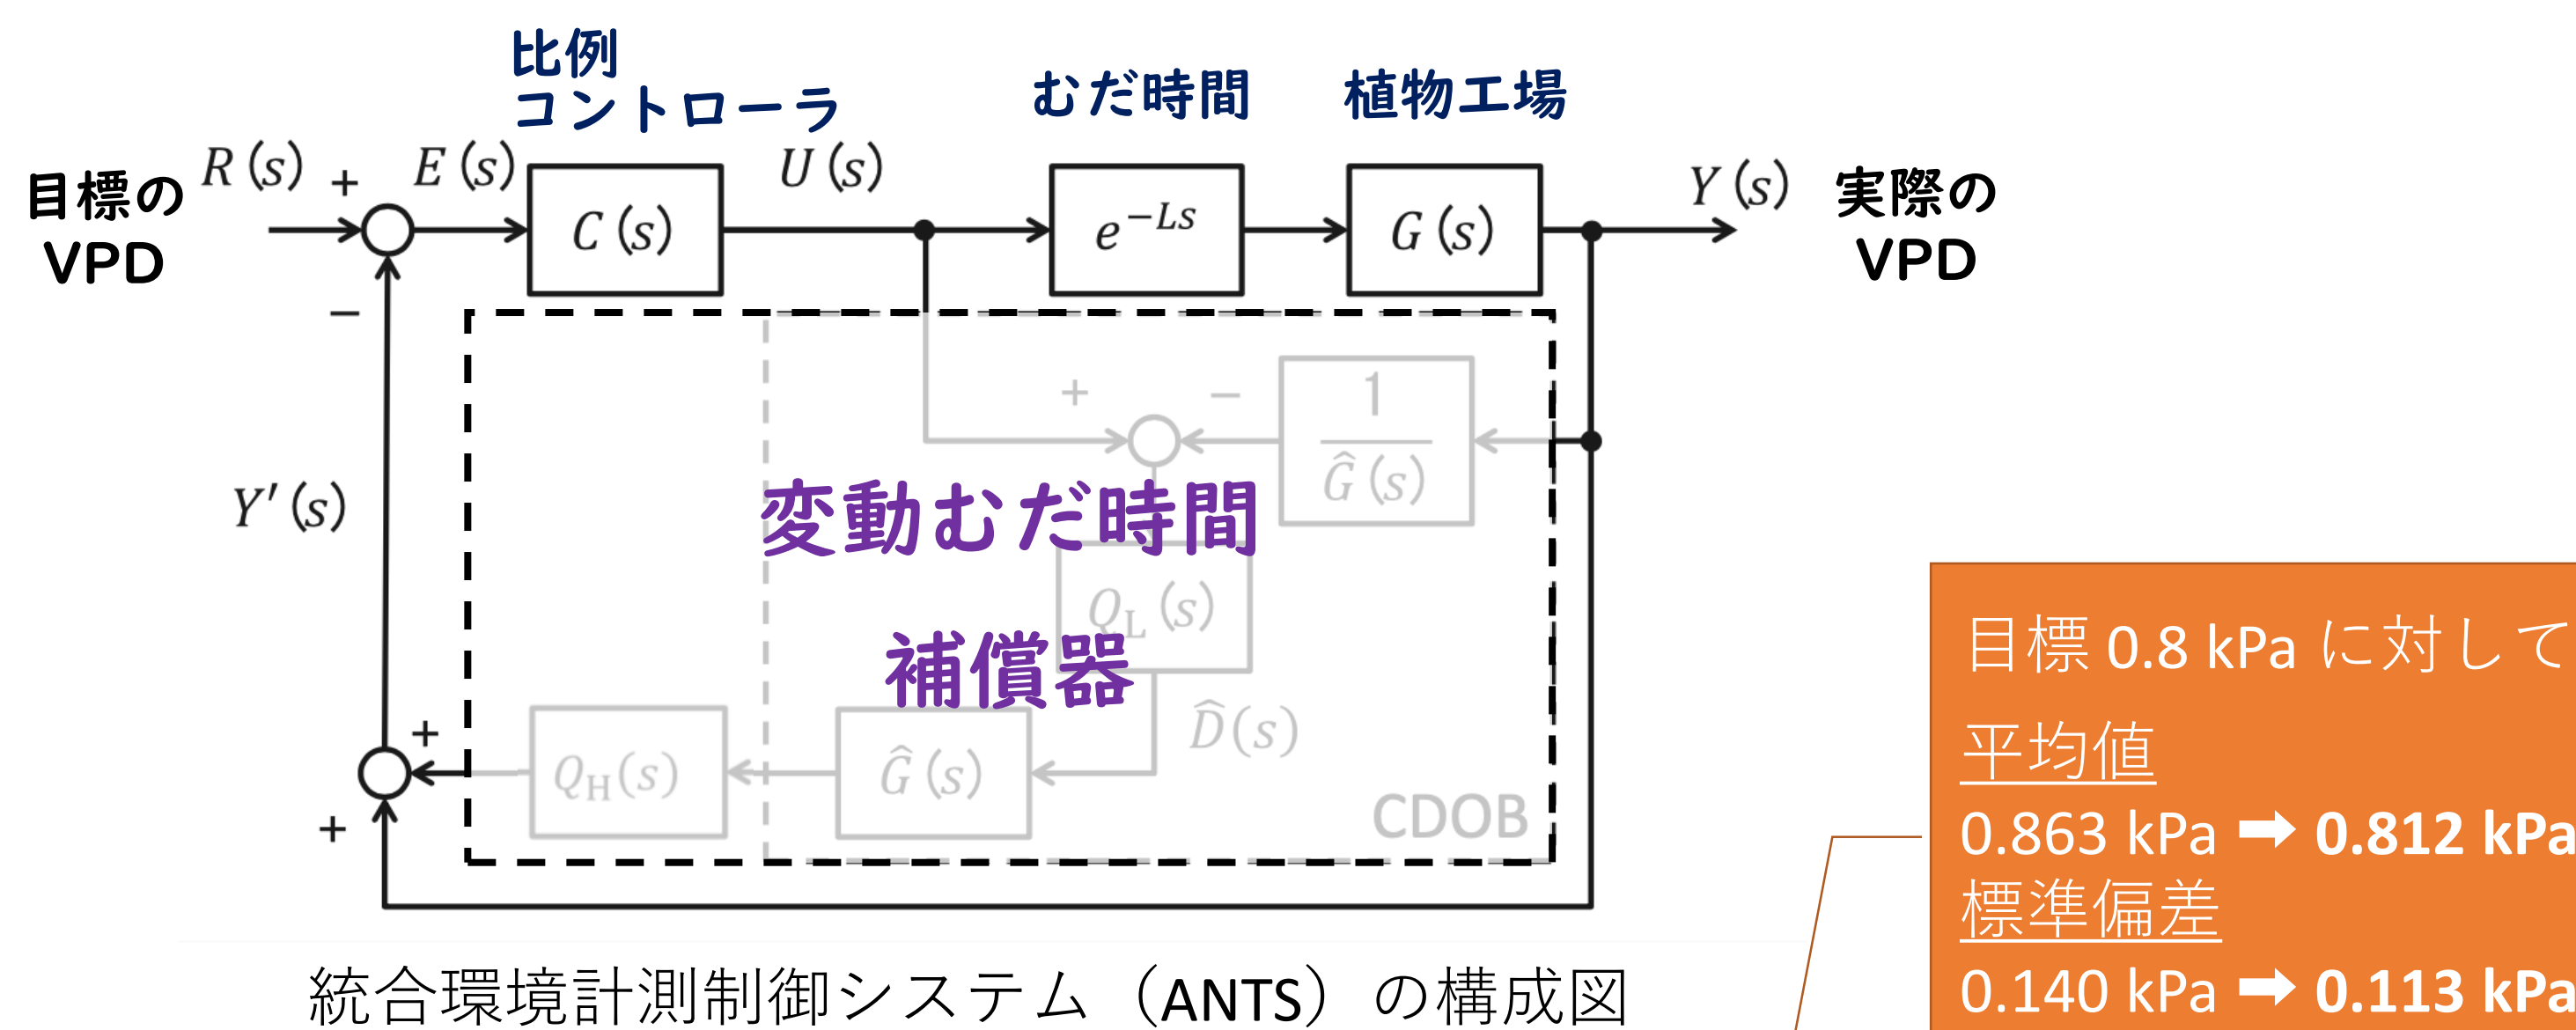 比例
コントローラ
むだ時間
植物工場
目標の
VPD
R(s)
+
E(s)
C(s)
U(s)
e^{-Ls}
G(s)
Y(s)
実際の
VPD
−
+
−
1
Ĝ(s)
Y′(s)
変動むだ時間
Q_L(s)
補償器
D̂(s)
+
Q_H(s)
Ĝ(s)
CDOB
+
統合環境計測制御システム（ANTS）の構成図
目標 0.8 kPa に対して
平均値
0.863 kPa ➡ 0.812 kPa
標準偏差
0.140 kPa ➡ 0.113 kPa